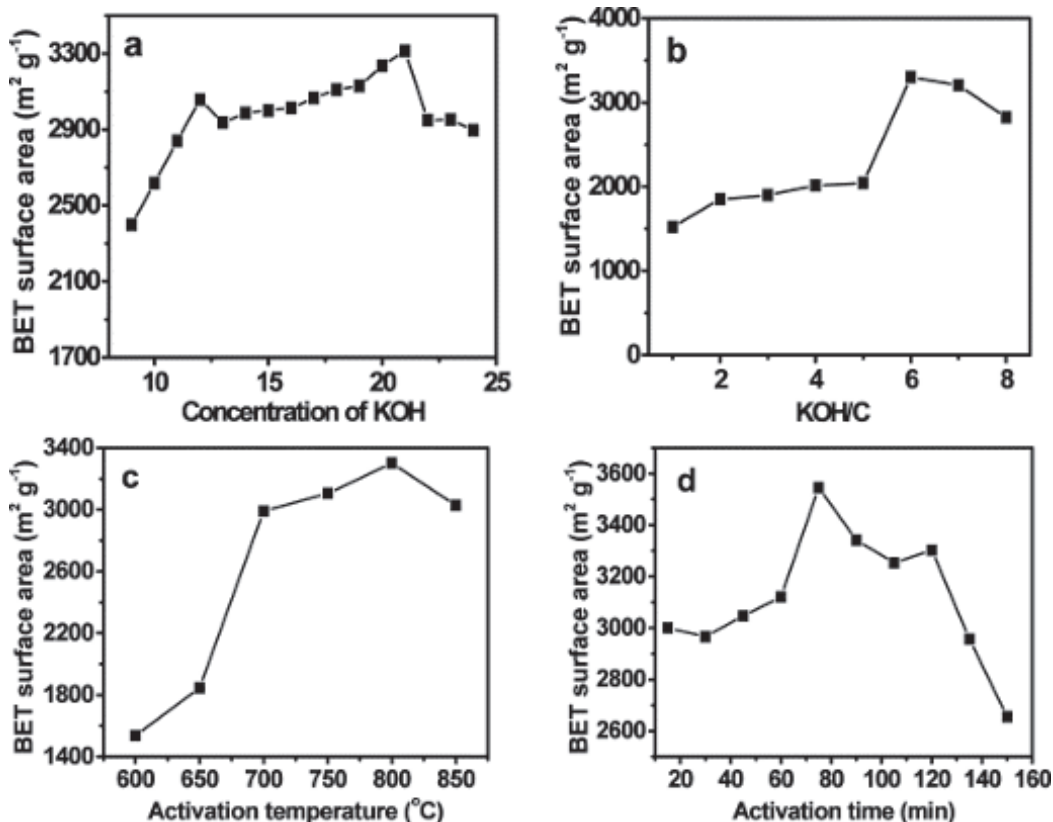 a
BET surface area (m² g⁻¹)
3300
2900
2500
2100
1700
10 15 20 25
Concentration of KOH
b
BET surface area (m² g⁻¹)
4000
3000
2000
1000
0
2 4 6 8
KOH/C
c
BET surface area (m² g⁻¹)
3400
3000
2600
2200
1800
1400
600 650 700 750 800 850
Activation temperature (°C)
d
BET surface area (m² g⁻¹)
3600
3400
3200
3000
2800
2600
20 40 60 80 100 120 140 160
Activation time (min)